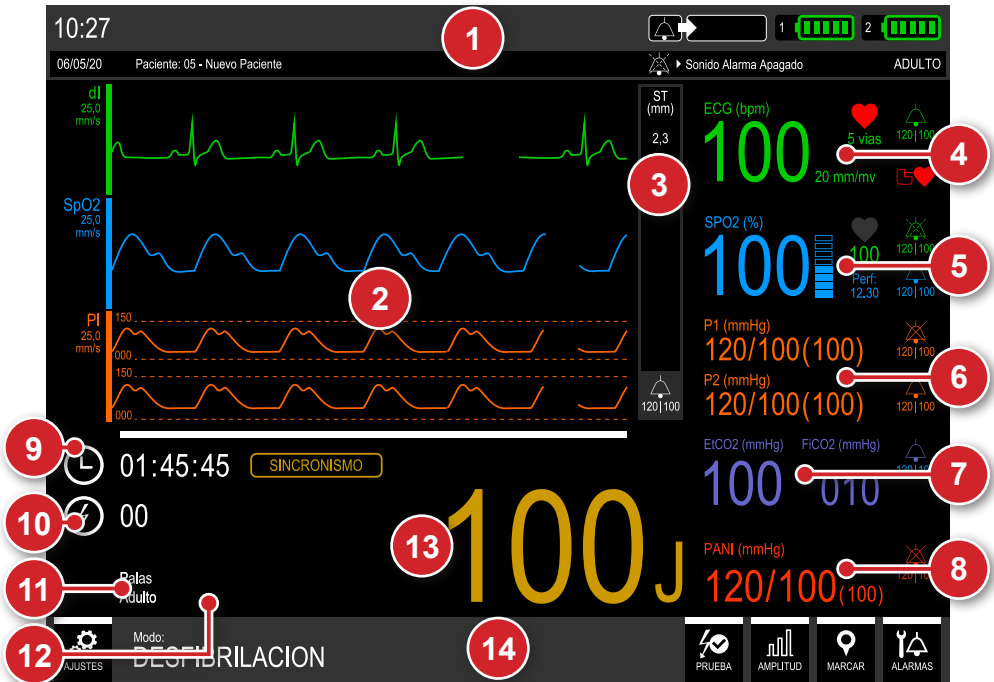 10:27
1
1
2
06/05/20
Paciente: 05 - Nuevo Paciente
Sonido Alarma Apagado
ADULTO
dI
25,0
mm/s
ST
(mm)
2,3
3
ECG (bpm)
100
5 vias
20 mm/mv
120|100
4
SpO2
25,0
mm/s
2
SPO2 (%)
100
100
Perf:
12.30
120|100
120|100
5
PI
25,0
mm/s
150
000
150
000
120|100
P1 (mmHg)
120/100(100)
120|100
P2 (mmHg)
120/100(100)
120|100
6
9
01:45:45
SINCRONISMO
EtCO2 (mmHg)
FiCO2 (mmHg)
100
010
7
10
00
13
100J
PANI (mmHg)
120/100(100)
8
11
Palas
Adulto
12
AJUSTES
Modo:
DESFIBRILACION
14
PRUEBA
AMPLITUD
MARCAR
ALARMAS